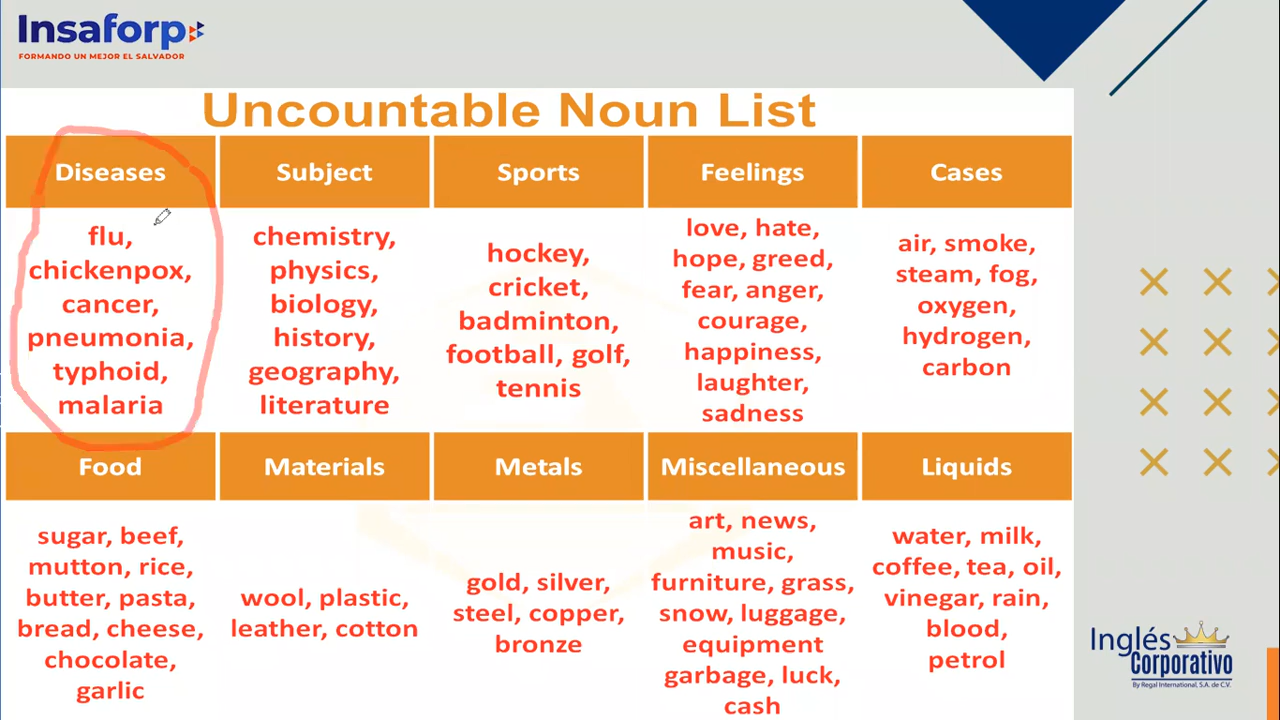 Insaforp
FORMANDO UN MEJOR EL SALVADOR
Uncountable Noun List
Diseases
flu,
chickenpox,
cancer,
pneumonia,
typhoid,
malaria
Subject
chemistry,
physics,
biology,
history,
geography,
literature
Sports
hockey,
cricket,
badminton,
football, golf,
tennis
Feelings
love, hate,
hope, greed,
fear, anger,
courage,
happiness,
laughter,
sadness
Cases
air, smoke,
steam, fog,
oxygen,
hydrogen,
carbon
Food
sugar, beef,
mutton, rice,
butter, pasta,
bread, cheese,
chocolate,
garlic
Materials
wool, plastic,
leather, cotton
Metals
gold, silver,
steel, copper,
bronze
Miscellaneous
art, news,
music,
furniture, grass,
snow, luggage,
equipment
garbage, luck,
cash
Liquids
water, milk,
coffee, tea, oil,
vinegar, rain,
blood,
petrol
Inglés
Corporativo
By Regal International, S.A. de C.V.